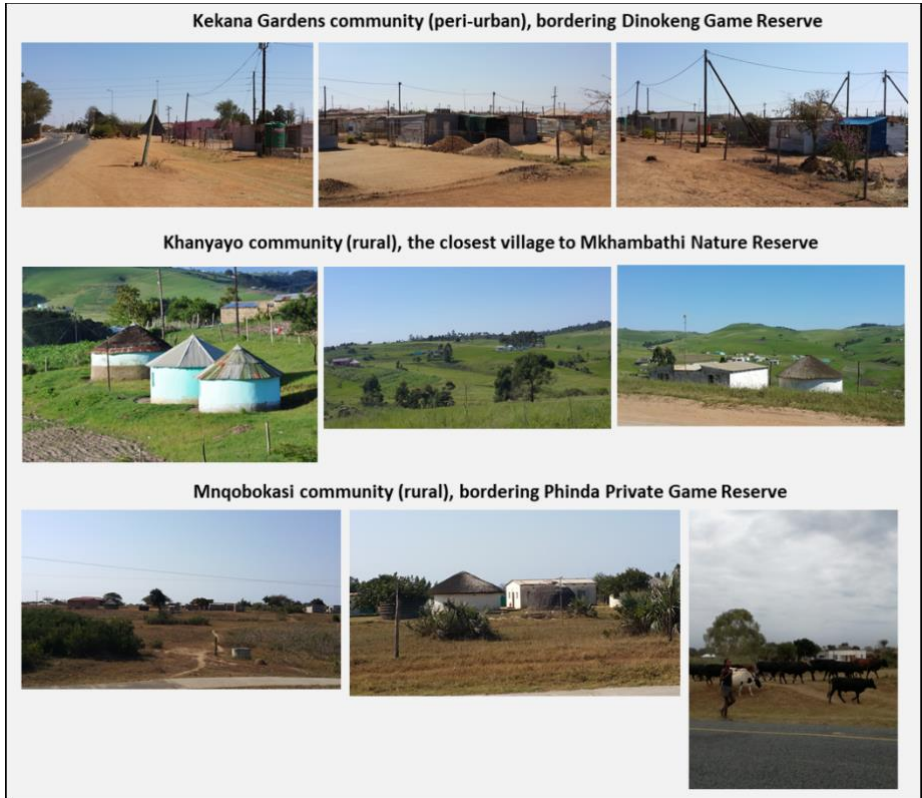 Kekana Gardens community (peri-urban), bordering Dinokeng Game Reserve
Khanyayo community (rural), the closest village to Mkhambathi Nature Reserve
Mnqobokasi community (rural), bordering Phinda Private Game Reserve